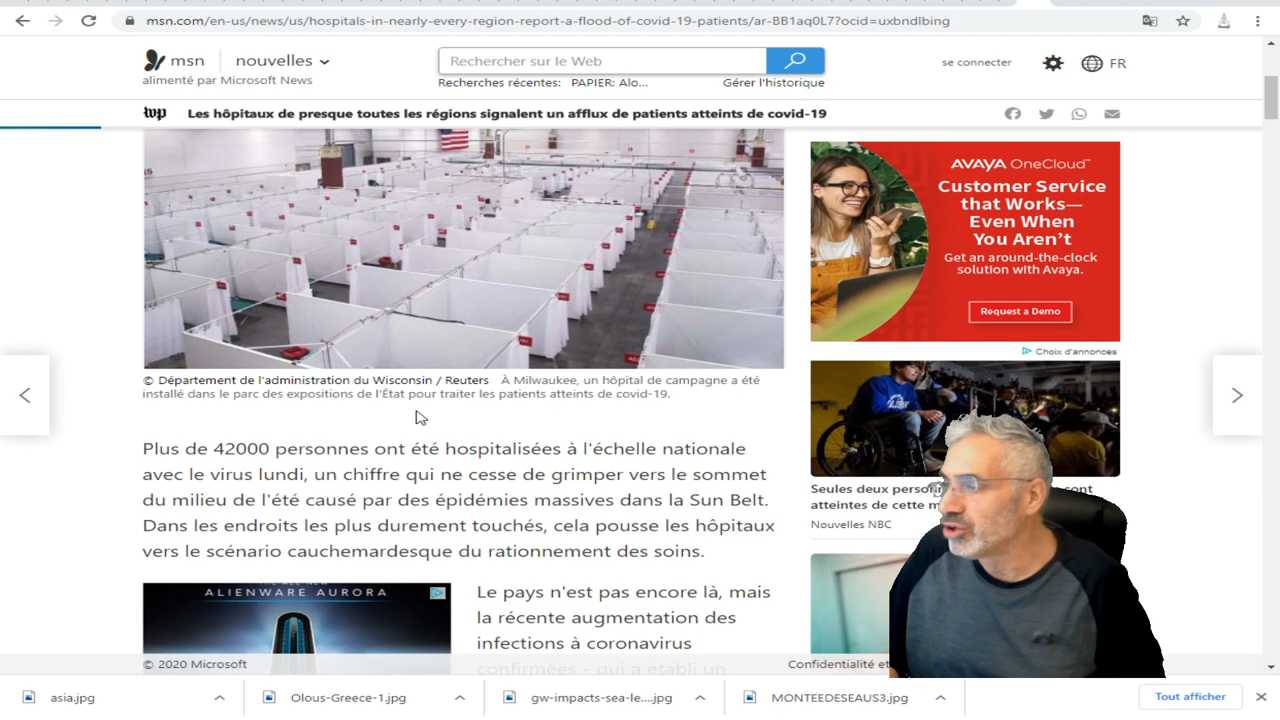 msn.com/en-us/news/us/hospitals-in-nearly-every-region-report-a-flood-of-covid-19-patients/ar-BB1aq0L7?ocid=uxbndlbing
msn
nouvelles
alimenté par Microsoft News
Rechercher sur le Web
Recherches récentes: PAPIER: Alo...
Gérer l'historique
se connecter
FR
wp
Les hôpitaux de presque toutes les régions signalent un afflux de patients atteints de covid-19
© Département de l'administration du Wisconsin / Reuters À Milwaukee, un hôpital de campagne a été
installé dans le parc des expositions de l'État pour traiter les patients atteints de covid-19.
Plus de 42000 personnes ont été hospitalisées à l'échelle nationale
avec le virus lundi, un chiffre qui ne cesse de grimper vers le sommet
du milieu de l'été causé par des épidémies massives dans la Sun Belt.
Dans les endroits les plus durement touchés, cela pousse les hôpitaux
vers le scénario cauchemardesque du rationnement des soins.
ALIENWARE AURORA
Le pays n'est pas encore là, mais
la récente augmentation des
infections à coronavirus
confirmées - qui a établi un
AVAYA OneCloud™
Customer Service
that Works—
Even When
You Aren't
Get an around-the-clock
solution with Avaya.
Request a Demo
Choix d'annonces
Seules deux sont
atteintes de cette
Nouvelles NBC
© 2020 Microsoft
Confidentialité et
asia.jpg
Olous-Greece-1.jpg
gw-impacts-sea-le....jpg
MONTEEDESEAUS3.jpg
Tout afficher